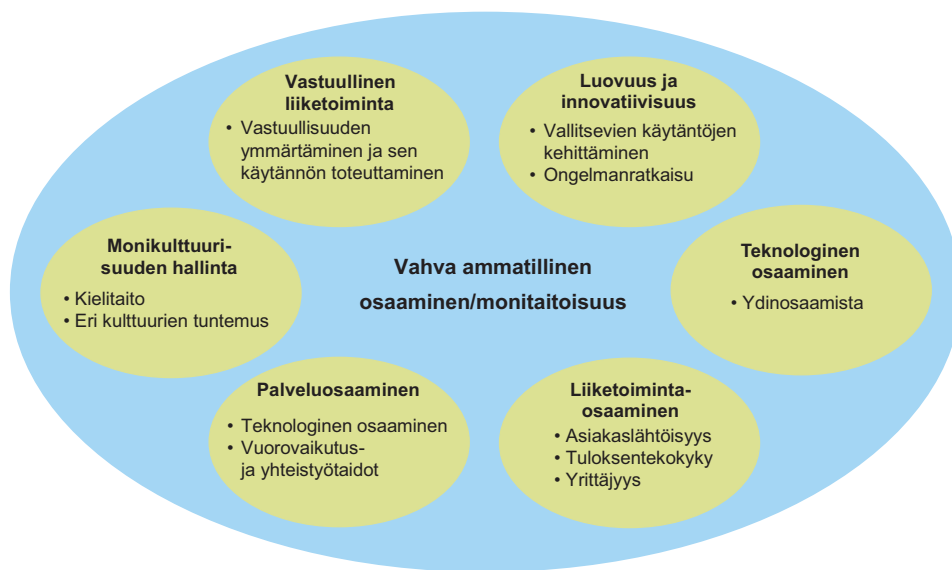 Vastuullinen
liiketoiminta
• Vastuullisuuden
ymmärtäminen ja sen
käytännön toteuttaminen
Luovuus ja
innovatiivisuus
• Vallitsevien käytäntöjen
kehittäminen
• Ongelmanratkaisu
Monikulttuuri-
suuden hallinta
• Kielitaito
• Eri kulttuurien tuntemus
Vahva ammatillinen
osaaminen/monitaitoisuus
Teknologinen
osaaminen
• Ydinosaamista
Palveluosaaminen
• Teknologinen osaaminen
• Vuorovaikutus-
ja yhteistyötaidot
Liiketoiminta-
osaaminen
• Asiakaslähtöisyys
• Tuloksentekokyky
• Yrittäjyys